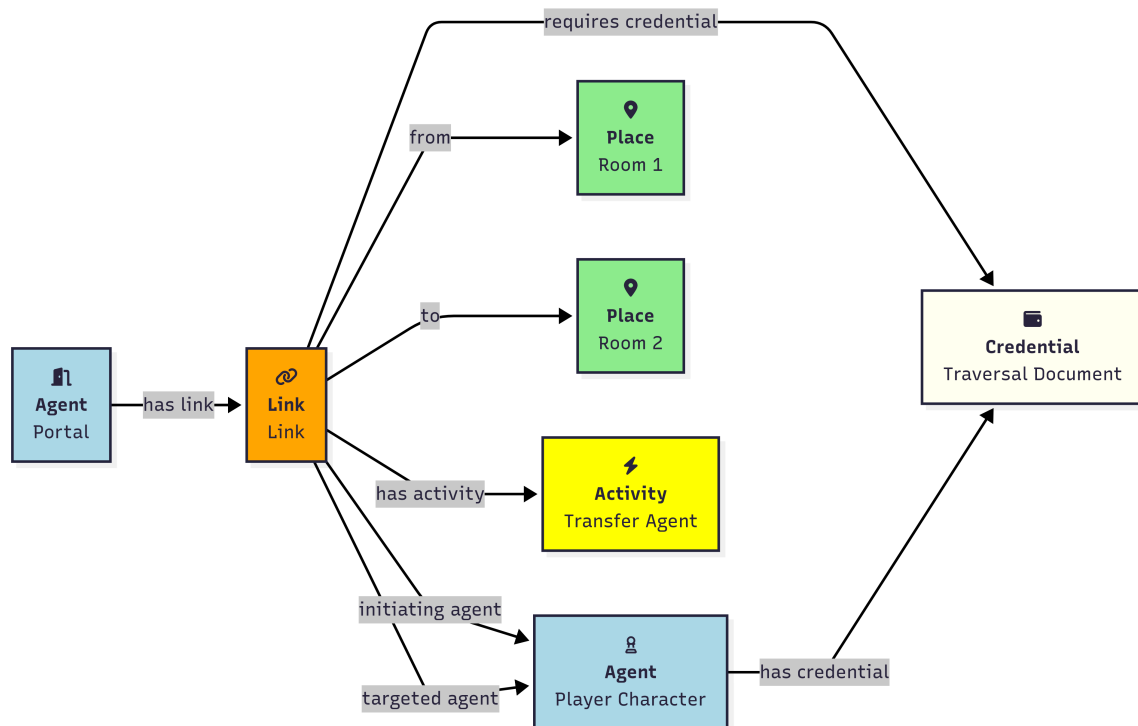 requires credential
from
Place
Room 1
to
Place
Room 2
Agent
Portal
has link
Link
Link
Credential
Traversal Document
has activity
Activity
Transfer Agent
initiating agent
targeted agent
Agent
Player Character
has credential